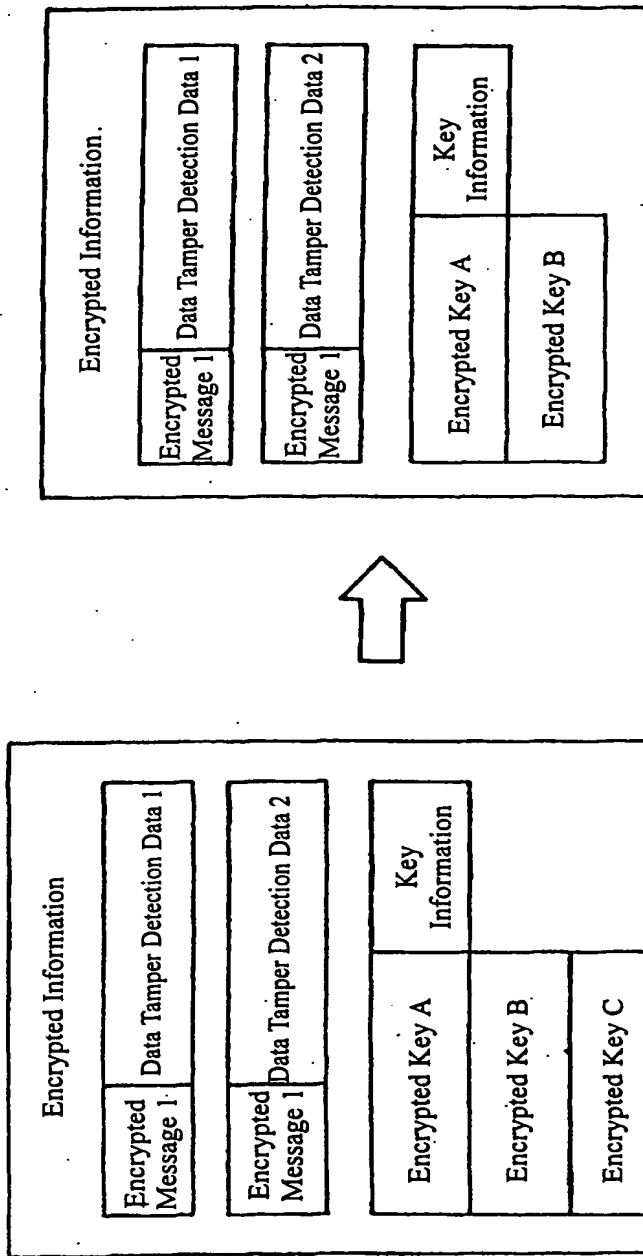 Encrypted Information
Encrypted
Message 1
Data Tamper Detection Data 1
Encrypted
Message 1
Data Tamper Detection Data 2
Encrypted Key A
Key
Information
Encrypted Key B
Encrypted Key C
Encrypted Information.
Encrypted
Message 1
Data Tamper Detection Data 1
Encrypted
Message 1
Data Tamper Detection Data 2
Encrypted Key A
Key
Information
Encrypted Key B